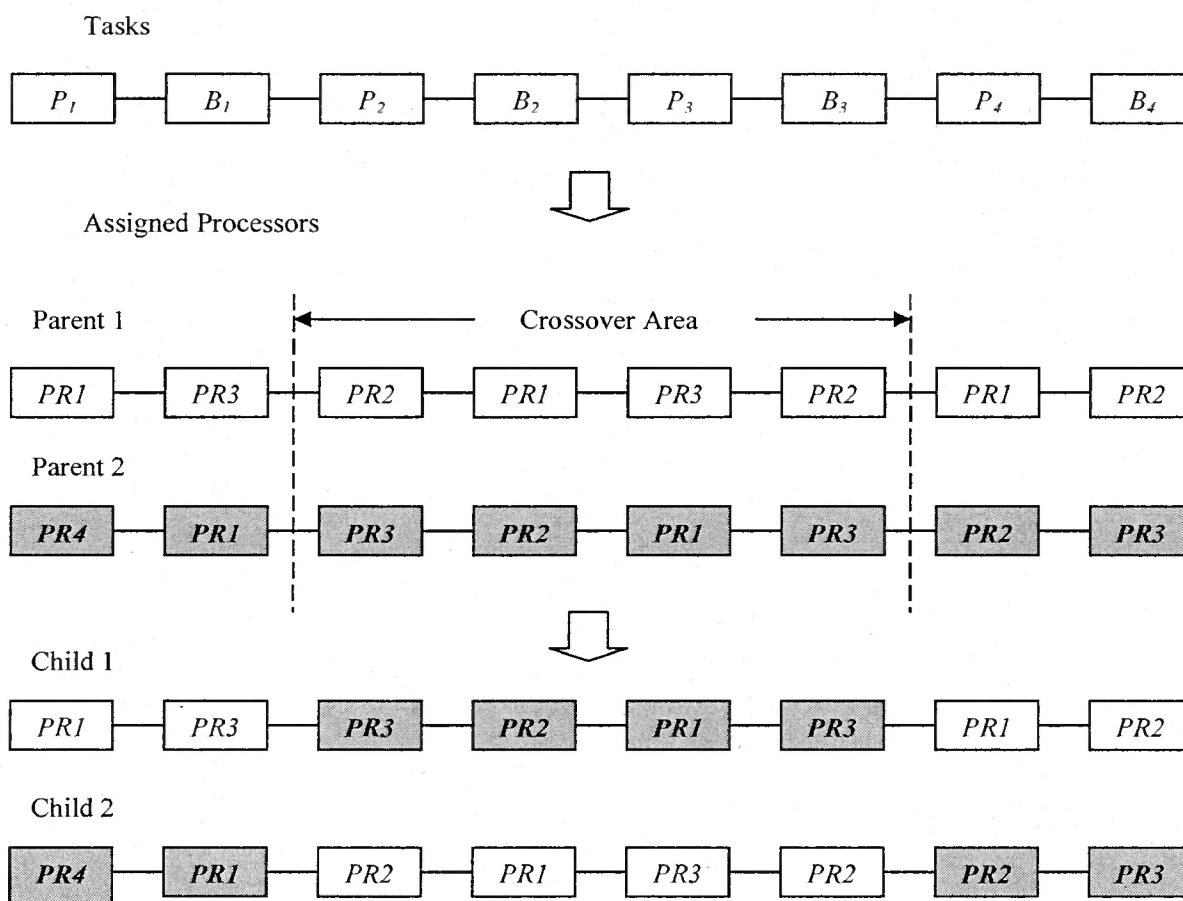 Tasks
P1 B1 P2 B2 P3 B3 P4 B4
Assigned Processors
Parent 1
Crossover Area
PR1 PR3 PR2 PR1 PR3 PR2 PR1 PR2
Parent 2
PR4 PR1 PR3 PR2 PR1 PR3 PR2 PR3
Child 1
PR1 PR3 PR3 PR2 PR1 PR3 PR1 PR2
Child 2
PR4 PR1 PR2 PR1 PR3 PR2 PR2 PR3